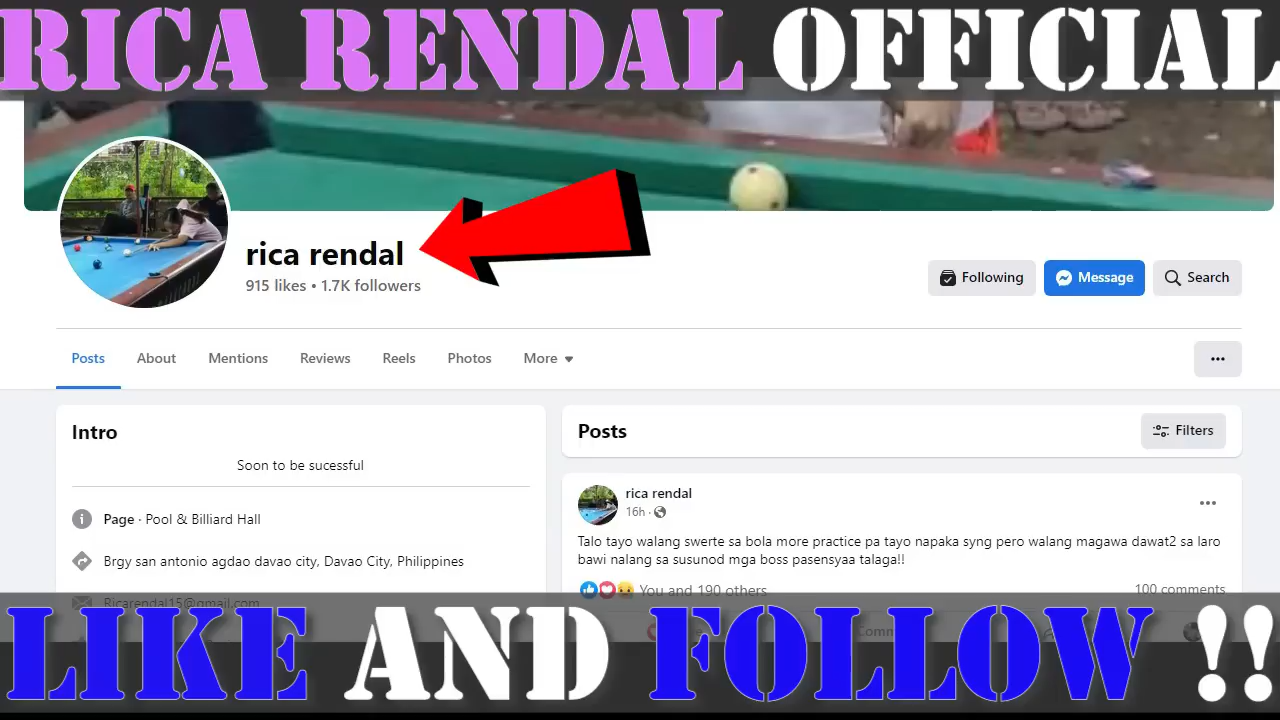 RICA RENDAL OFFICIAL
rica rendal
915 likes • 1.7K followers
Following
Message
Search
Posts
About
Mentions
Reviews
Reels
Photos
More
Intro
Soon to be sucessful
Page · Pool & Billiard Hall
Brgy san antonio agdao davao city, Davao City, Philippines
Ricarendal15@gmail.com
Posts
Filters
rica rendal
16h ·
Talo tayo walang swerte sa bola more practice pa tayo napaka syng pero walang magawa dawat2 sa laro
bawi nalang sa susunod mga boss pasensyaa talaga!!
You and 190 others
100 comments
LIKE AND FOLLOW !!